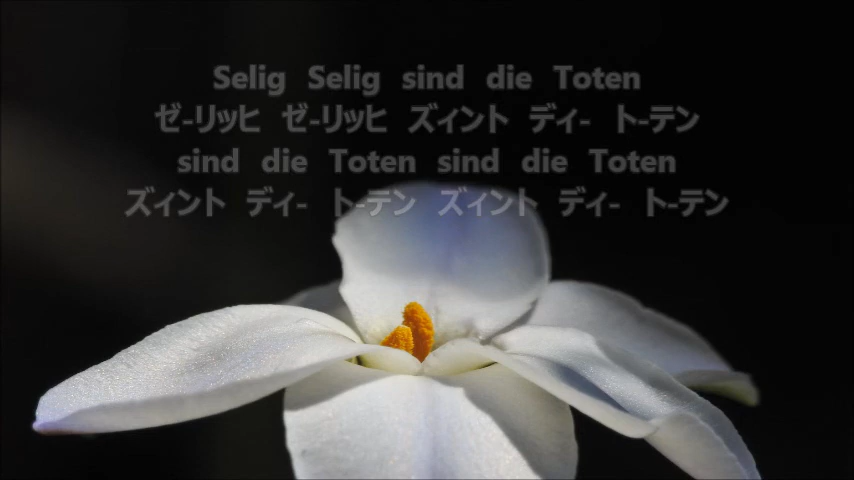 Selig Selig sind die Toten
ゼ-リッヒ ゼ-リッヒ ズィント ディ- ト-テン
sind die Toten sind die Toten
ズィント ディ- ト-テン ズィント ディ- ト-テン